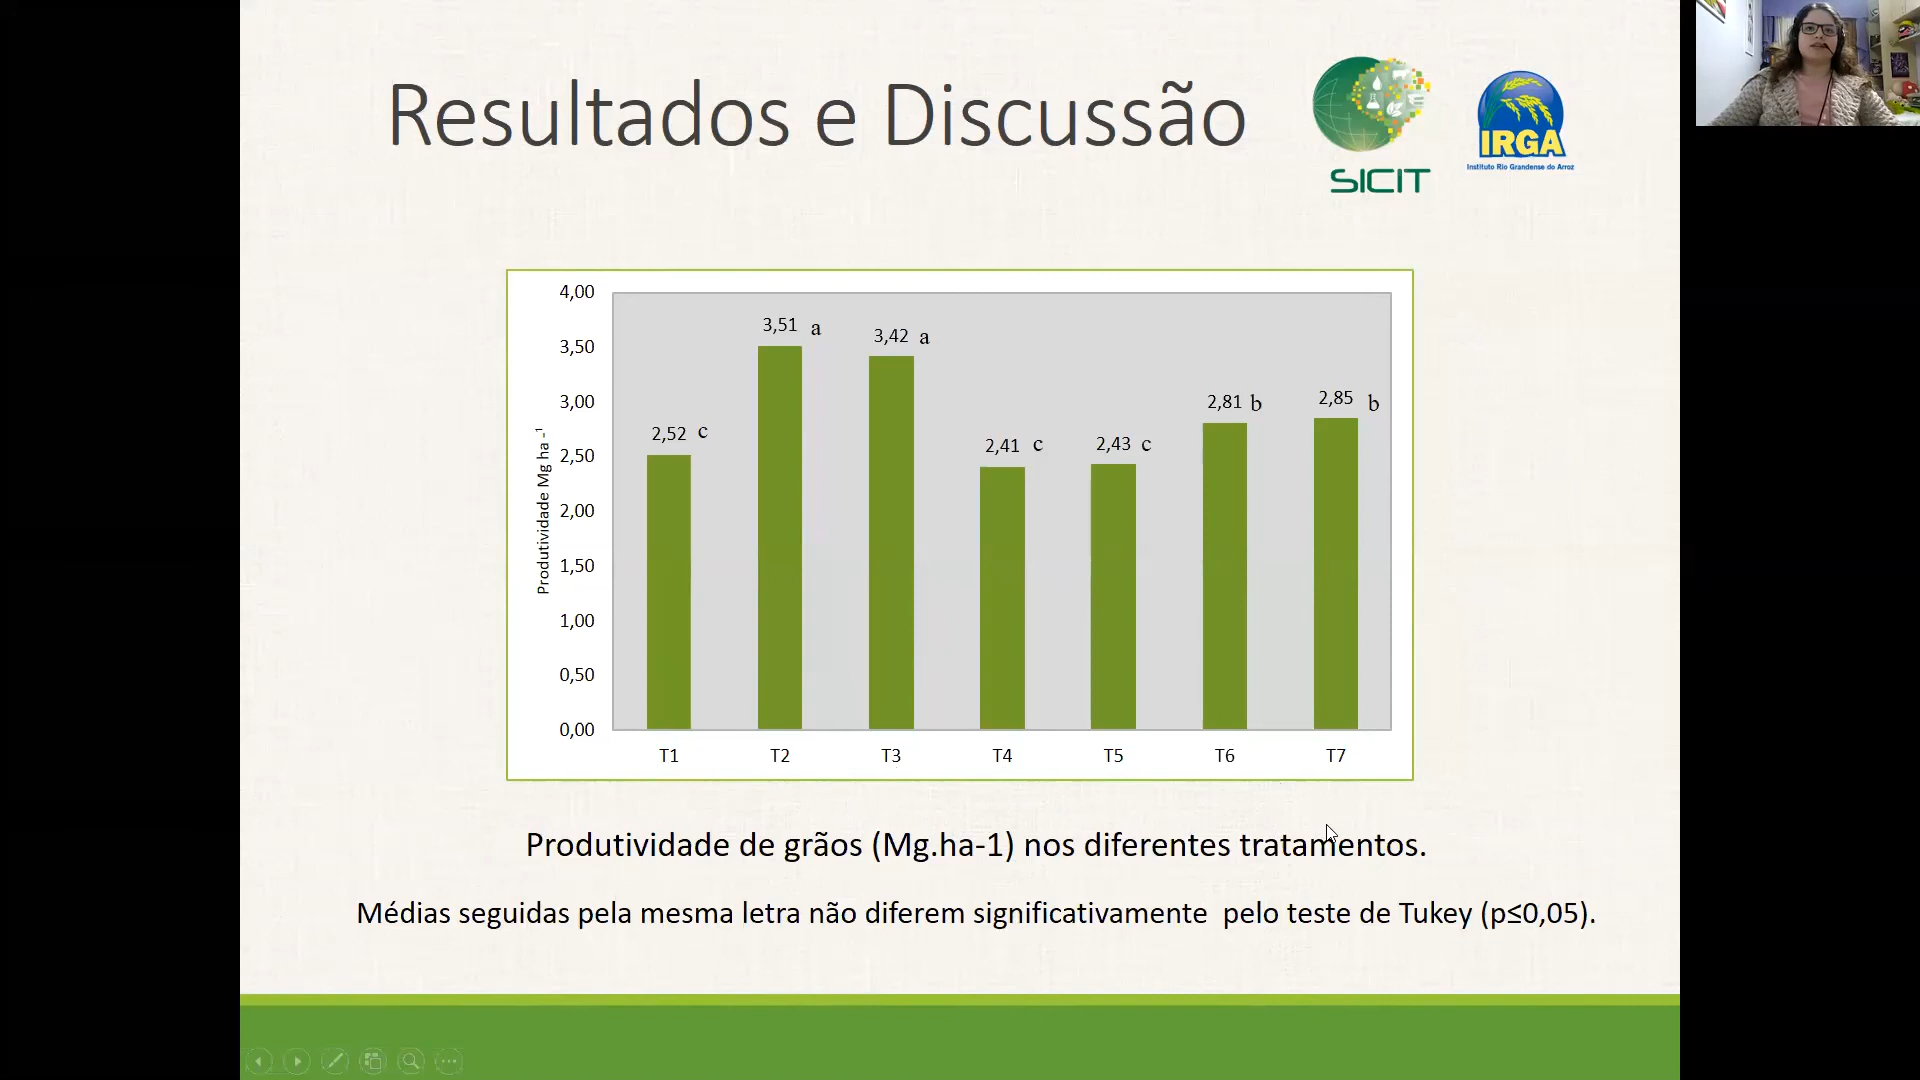 Resultados e Discussão
SICIT
IRGA
Instituto Rio Grandense do Arroz
Produtividade Mg ha -1
4,00
3,50
3,00
2,50
2,00
1,50
1,00
0,50
0,00
2,52 c
3,51 a
3,42 a
2,41 c
2,43 c
2,81 b
2,85 b
T1 T2 T3 T4 T5 T6 T7
Produtividade de grãos (Mg.ha-1) nos diferentes tratamentos.
Médias seguidas pela mesma letra não diferem significativamente pelo teste de Tukey (p≤0,05).